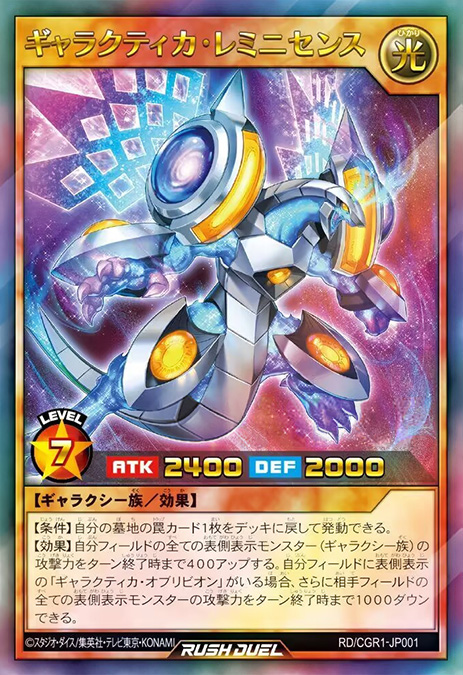 ギャラクティカ・レミニセンス
ひかり
光
LEVEL
7
ATK 2400 DEF 2000
【ギャラクシー族/効果】
【条件】自分の墓地の罠カード1枚をデッキに戻して発動できる。
【効果】自分フィールドの全ての表側表示モンスター(ギャラクシー族)の
攻撃力をターン終了時まで400アップする。自分フィールドに表側表示
の「ギャラクティカ・オブリビオン」がいる場合、さらに相手フィールドの
全ての表側表示モンスターの攻撃力をターン終了時まで1000ダウン
できる。
©スタジオ・ダイス/集英社・テレビ東京・KONAMI
RUSH DUEL
RD/CGR1-JP001